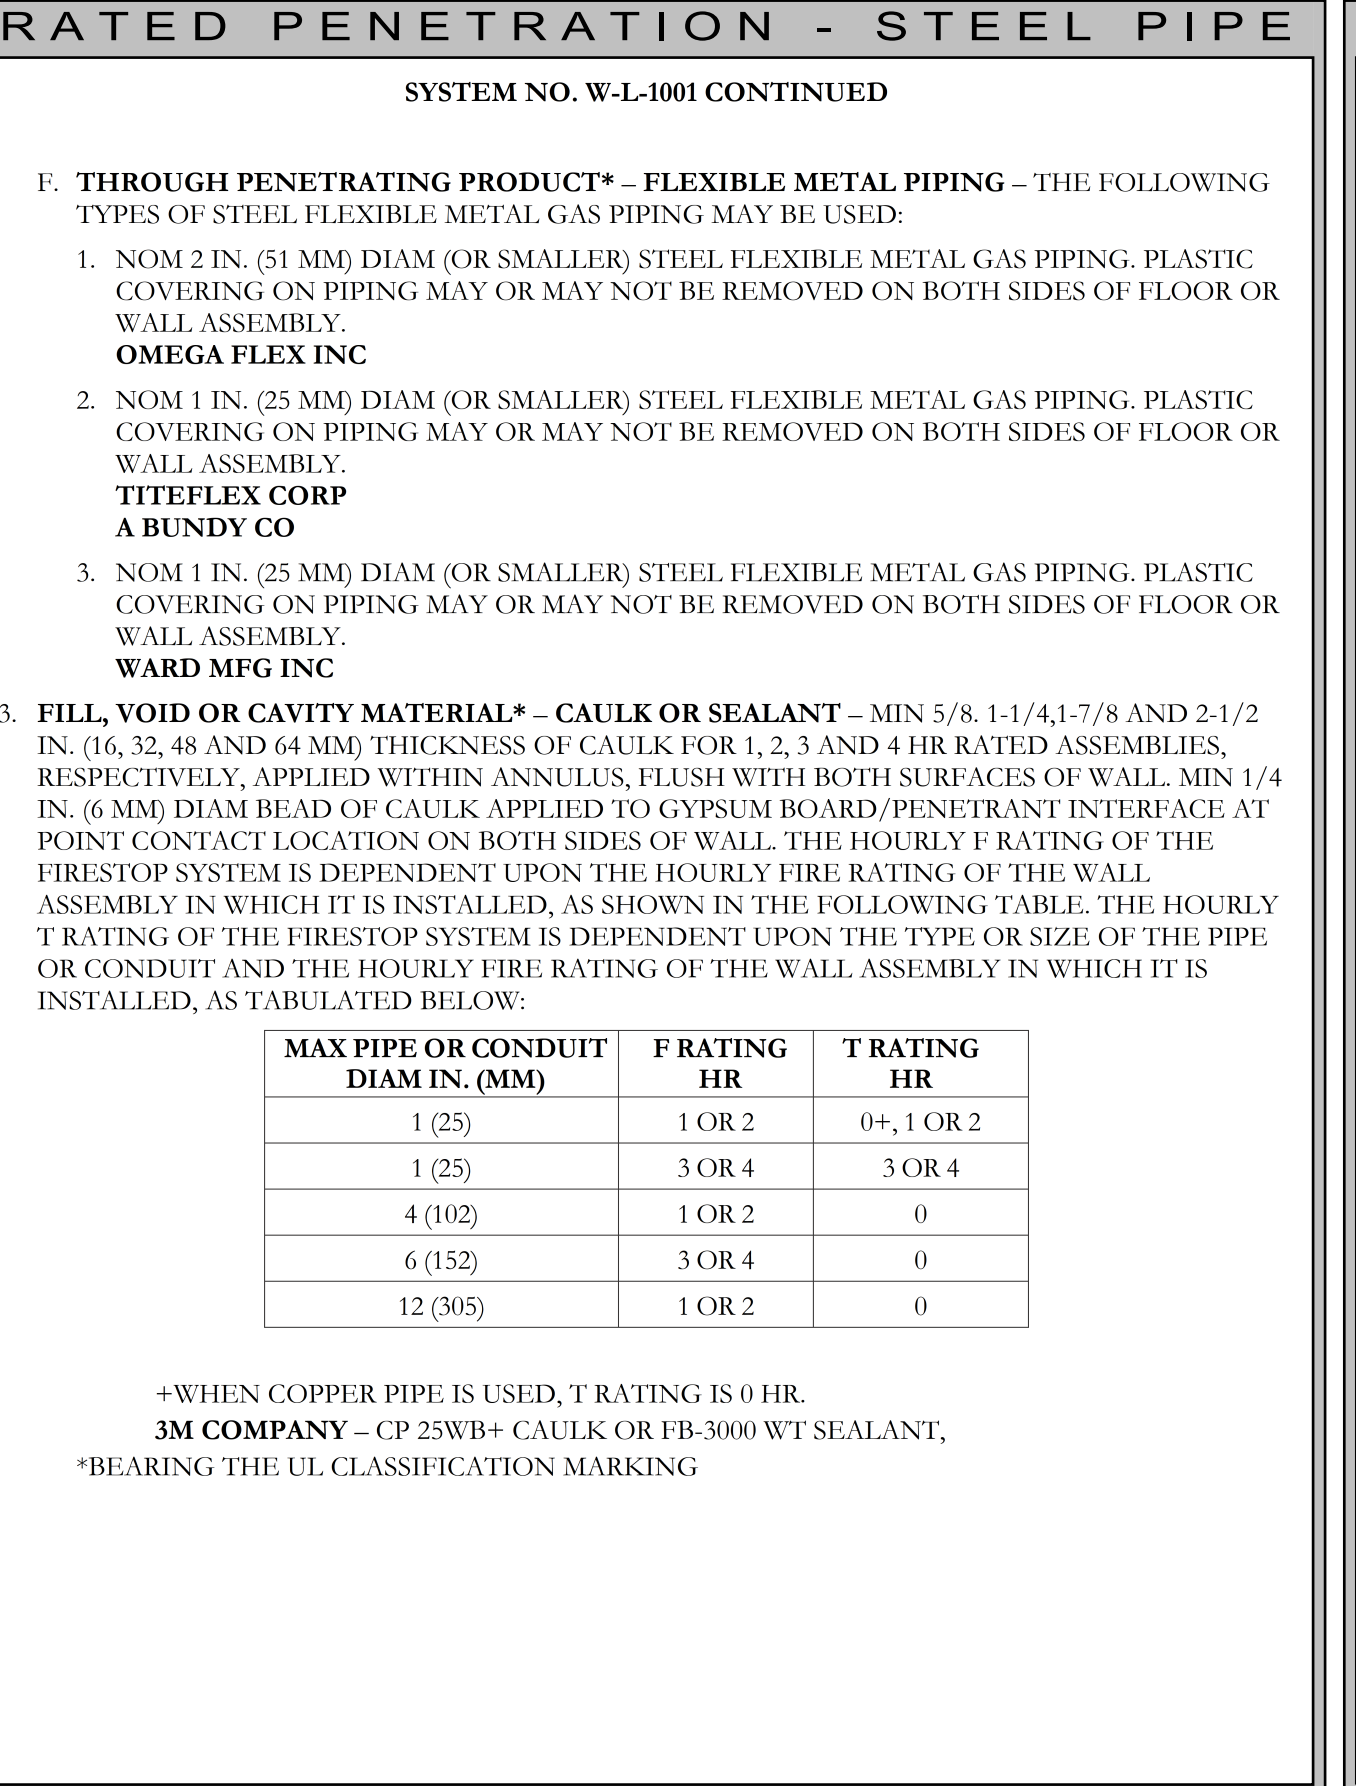 RATED PENETRATION - STEEL PIPE
SYSTEM NO. W-L-1001 CONTINUED
F. THROUGH PENETRATING PRODUCT* – FLEXIBLE METAL PIPING – THE FOLLOWING
TYPES OF STEEL FLEXIBLE METAL GAS PIPING MAY BE USED:
1. NOM 2 IN. (51 MM) DIAM (OR SMALLER) STEEL FLEXIBLE METAL GAS PIPING. PLASTIC
COVERING ON PIPING MAY OR MAY NOT BE REMOVED ON BOTH SIDES OF FLOOR OR
WALL ASSEMBLY.
OMEGA FLEX INC
2. NOM 1 IN. (25 MM) DIAM (OR SMALLER) STEEL FLEXIBLE METAL GAS PIPING. PLASTIC
COVERING ON PIPING MAY OR MAY NOT BE REMOVED ON BOTH SIDES OF FLOOR OR
WALL ASSEMBLY.
TITEFLEX CORP
A BUNDY CO
3. NOM 1 IN. (25 MM) DIAM (OR SMALLER) STEEL FLEXIBLE METAL GAS PIPING. PLASTIC
COVERING ON PIPING MAY OR MAY NOT BE REMOVED ON BOTH SIDES OF FLOOR OR
WALL ASSEMBLY.
WARD MFG INC
3. FILL, VOID OR CAVITY MATERIAL* – CAULK OR SEALANT – MIN 5/8. 1-1/4,1-7/8 AND 2-1/2
IN. (16, 32, 48 AND 64 MM) THICKNESS OF CAULK FOR 1, 2, 3 AND 4 HR RATED ASSEMBLIES,
RESPECTIVELY, APPLIED WITHIN ANNULUS, FLUSH WITH BOTH SURFACES OF WALL. MIN 1/4
IN. (6 MM) DIAM BEAD OF CAULK APPLIED TO GYPSUM BOARD/PENETRANT INTERFACE AT
POINT CONTACT LOCATION ON BOTH SIDES OF WALL. THE HOURLY F RATING OF THE
FIRESTOP SYSTEM IS DEPENDENT UPON THE HOURLY FIRE RATING OF THE WALL
ASSEMBLY IN WHICH IT IS INSTALLED, AS SHOWN IN THE FOLLOWING TABLE. THE HOURLY
T RATING OF THE FIRESTOP SYSTEM IS DEPENDENT UPON THE TYPE OR SIZE OF THE PIPE
OR CONDUIT AND THE HOURLY FIRE RATING OF THE WALL ASSEMBLY IN WHICH IT IS
INSTALLED, AS TABULATED BELOW:
MAX PIPE OR CONDUIT F RATING T RATING
DIAM IN. (MM) HR HR
1 (25) 1 OR 2 0+, 1 OR 2
1 (25) 3 OR 4 3 OR 4
4 (102) 1 OR 2 0
6 (152) 3 OR 4 0
12 (305) 1 OR 2 0
+WHEN COPPER PIPE IS USED, T RATING IS 0 HR.
3M COMPANY – CP 25WB+ CAULK OR FB-3000 WT SEALANT,
*BEARING THE UL CLASSIFICATION MARKING